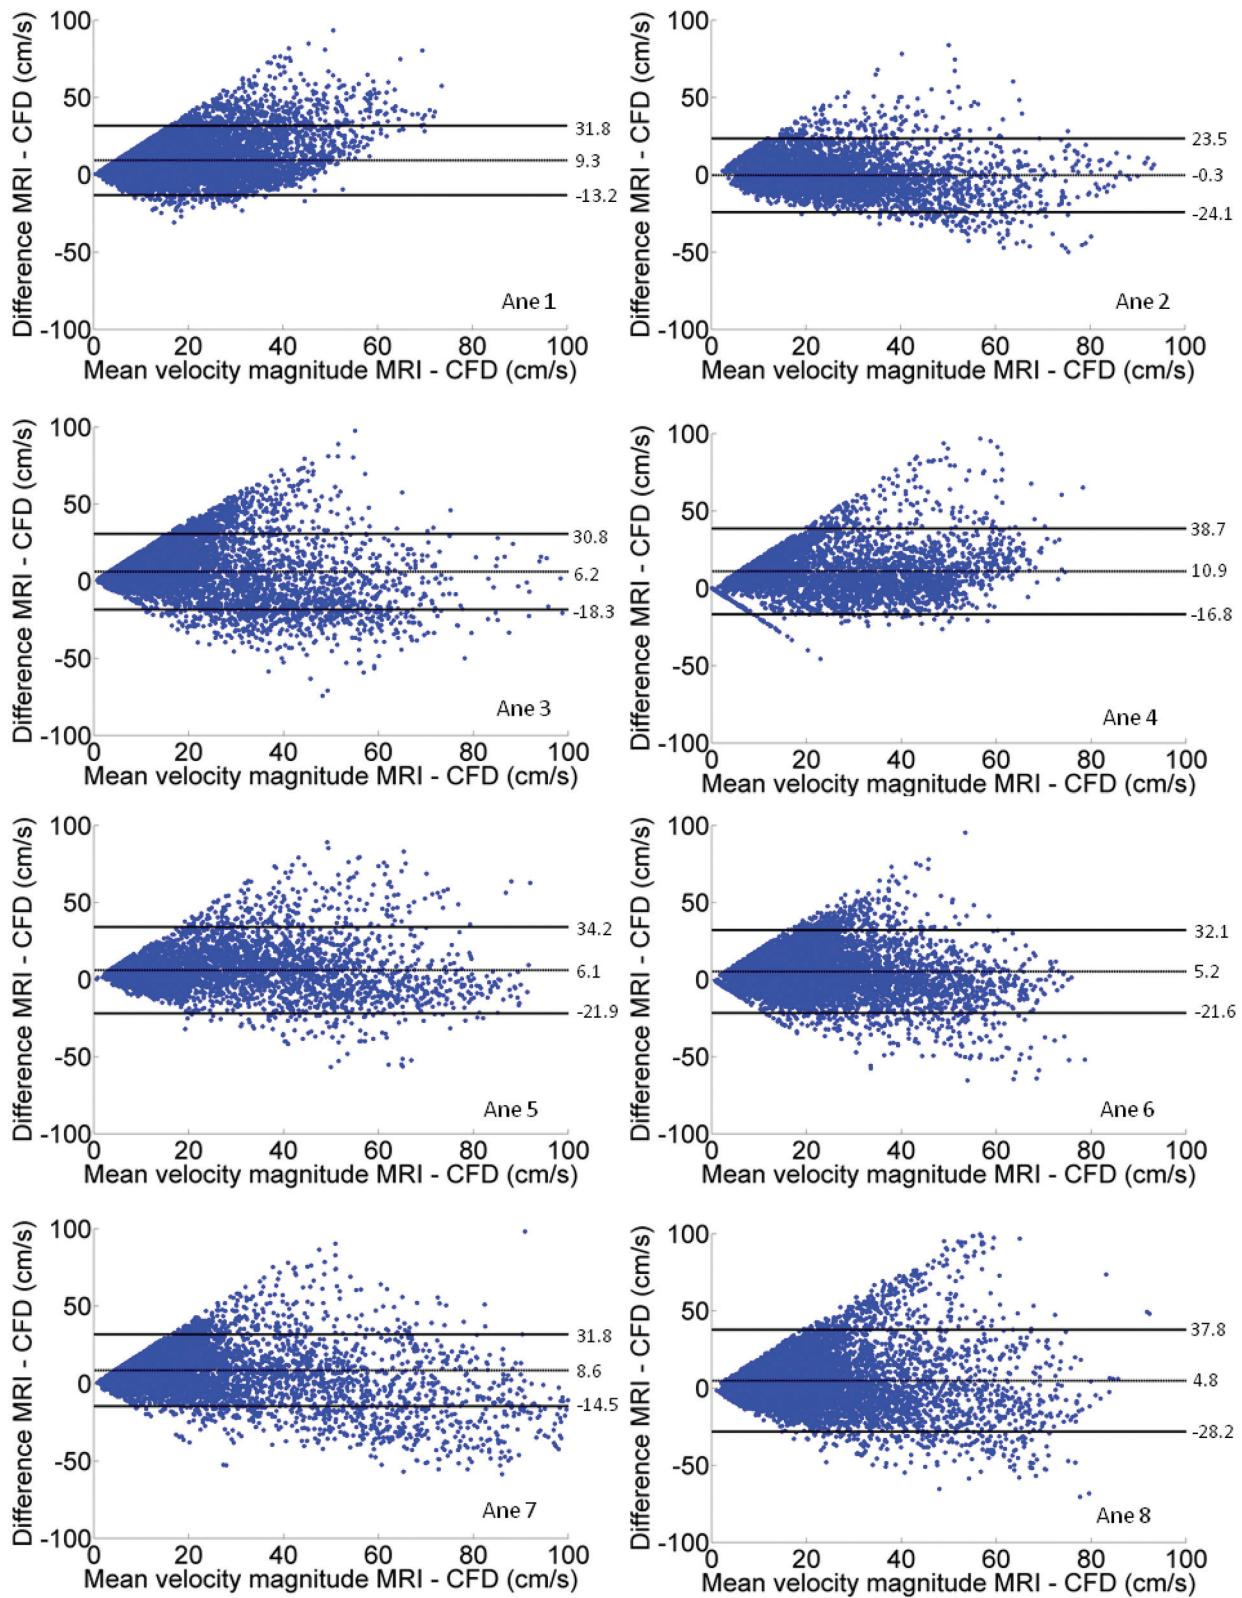 Difference MRI - CFD (cm/s)
100
50
0
-50
-100
31.8
9.3
-13.2
Ane 1
0 20 40 60 80 100
Mean velocity magnitude MRI - CFD (cm/s)
Difference MRI - CFD (cm/s)
100
50
0
-50
-100
23.5
-0.3
-24.1
Ane 2
0 20 40 60 80 100
Mean velocity magnitude MRI - CFD (cm/s)
Difference MRI - CFD (cm/s)
100
50
0
-50
-100
30.8
6.2
-18.3
Ane 3
0 20 40 60 80 100
Mean velocity magnitude MRI - CFD (cm/s)
Difference MRI - CFD (cm/s)
100
50
0
-50
-100
38.7
10.9
-16.8
Ane 4
0 20 40 60 80 100
Mean velocity magnitude MRI - CFD (cm/s)
Difference MRI - CFD (cm/s)
100
50
0
-50
-100
34.2
6.1
-21.9
Ane 5
0 20 40 60 80 100
Mean velocity magnitude MRI - CFD (cm/s)
Difference MRI - CFD (cm/s)
100
50
0
-50
-100
32.1
5.2
-21.6
Ane 6
0 20 40 60 80 100
Mean velocity magnitude MRI - CFD (cm/s)
Difference MRI - CFD (cm/s)
100
50
0
-50
-100
31.8
8.6
-14.5
Ane 7
0 20 40 60 80 100
Mean velocity magnitude MRI - CFD (cm/s)
Difference MRI - CFD (cm/s)
100
50
0
-50
-100
37.8
4.8
-28.2
Ane 8
0 20 40 60 80 100
Mean velocity magnitude MRI - CFD (cm/s)